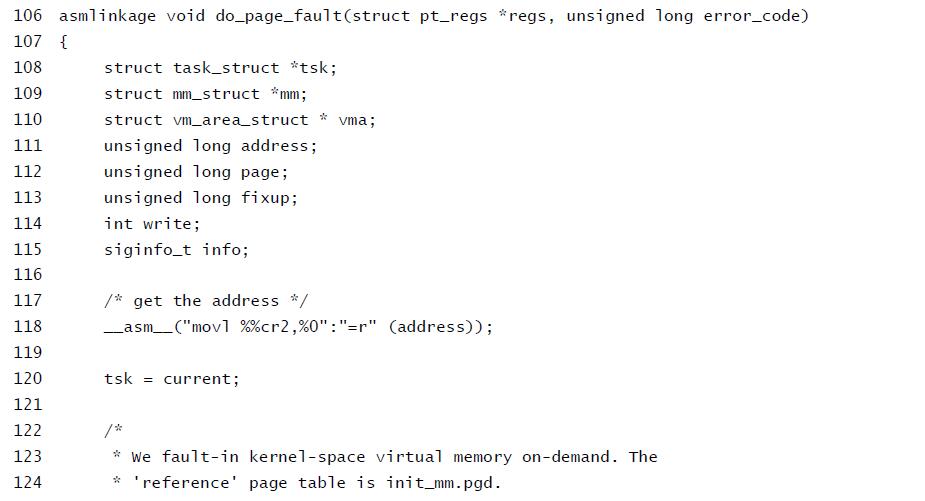 106 asmlinkage void do_page_fault(struct pt_regs *regs, unsigned long error_code)
107 {
108 struct task_struct *tsk;
109 struct mm_struct *mm;
110 struct vm_area_struct * vma;
111 unsigned long address;
112 unsigned long page;
113 unsigned long fixup;
114 int write;
115 siginfo_t info;
116
117 /* get the address */
118 __asm__("movl %%cr2,%0":"=r" (address));
119
120 tsk = current;
121
122 /*
123 * We fault-in kernel-space virtual memory on-demand. The
124 * 'reference' page table is init_mm.pgd.